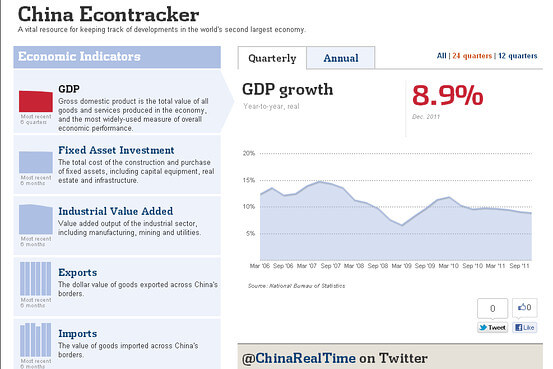 China Econtracker
A vital resource for keeping track of developments in the world's second largest economy.
Economic Indicators
GDP
Gross domestic product is the total value of all
goods and services produced in the economy,
and the most widely-used measure of overall
economic performance.
Most recent
6 quarters
Fixed Asset Investment
The total cost of the construction and purchase
of fixed assets, including capital equipment, real
estate and infrastructure.
Most recent
6 months
Industrial Value Added
Value added output of the industrial sector,
including manufacturing, mining and utilities.
Most recent
6 months
Exports
The dollar value of goods exported across China's
borders.
Most recent
6 months
Imports
The value of goods imported across China's
borders.
Most recent
6 months
Quarterly
Annual
All | 24 quarters | 12 quarters
GDP growth
Year-to-year, real
8.9%
Dec. 2011
20%
15%
10%
5%
Mar '06 Sep '06 Mar '07 Sep '07 Mar '08 Sep '08 Mar '09 Sep '09 Mar '10 Sep '10 Mar '11 Sep '11
Source: National Bureau of Statistics
0
Tweet
0
Like
@ChinaRealTime on Twitter